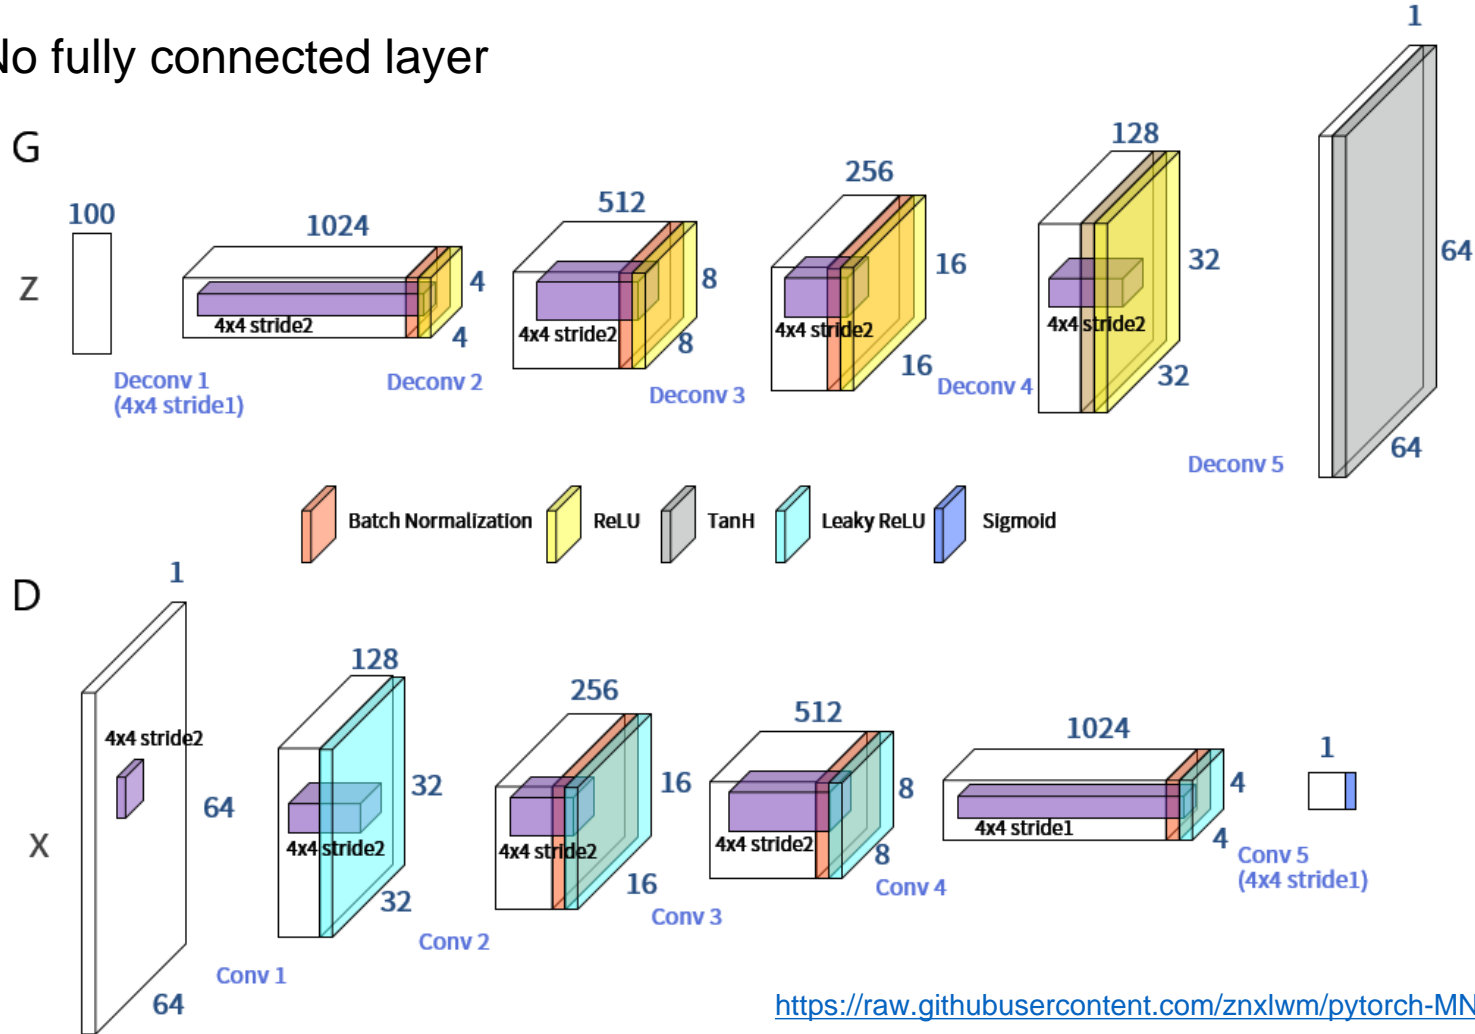 No fully connected layer
G
Z
100
1024
4
4
4x4 stride2
Deconv 1
(4x4 stride1)
Deconv 2
512
8
8
4x4 stride2
Deconv 3
256
16
16
4x4 stride2
Deconv 4
128
32
32
4x4 stride2
Deconv 5
1
64
64
Batch Normalization
ReLU
TanH
Leaky ReLU
Sigmoid
D
X
1
4x4 stride2
64
64
Conv 1
128
32
32
4x4 stride2
Conv 2
256
16
16
4x4 stride2
Conv 3
512
8
8
4x4 stride2
Conv 4
1024
4
4
4x4 stride1
Conv 5
(4x4 stride1)
1
https://raw.githubusercontent.com/znxlwm/pytorch-MN